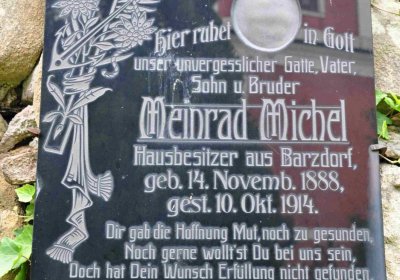 Hier ruhet in Gott
unser unvergesslicher Gatte, Vater,
Sohn u. Bruder
Meinrad Michel
Hausbesitzer aus Barzdorf,
geb. 14. Novemb. 1888,
gest. 10. Okt. 1914.
Dir gab die Hoffnung Mut, noch zu gesunden,
Noch gerne wollt'st Du bei uns sein,
Doch hat Dein Wunsch Erfüllung nicht gefunden